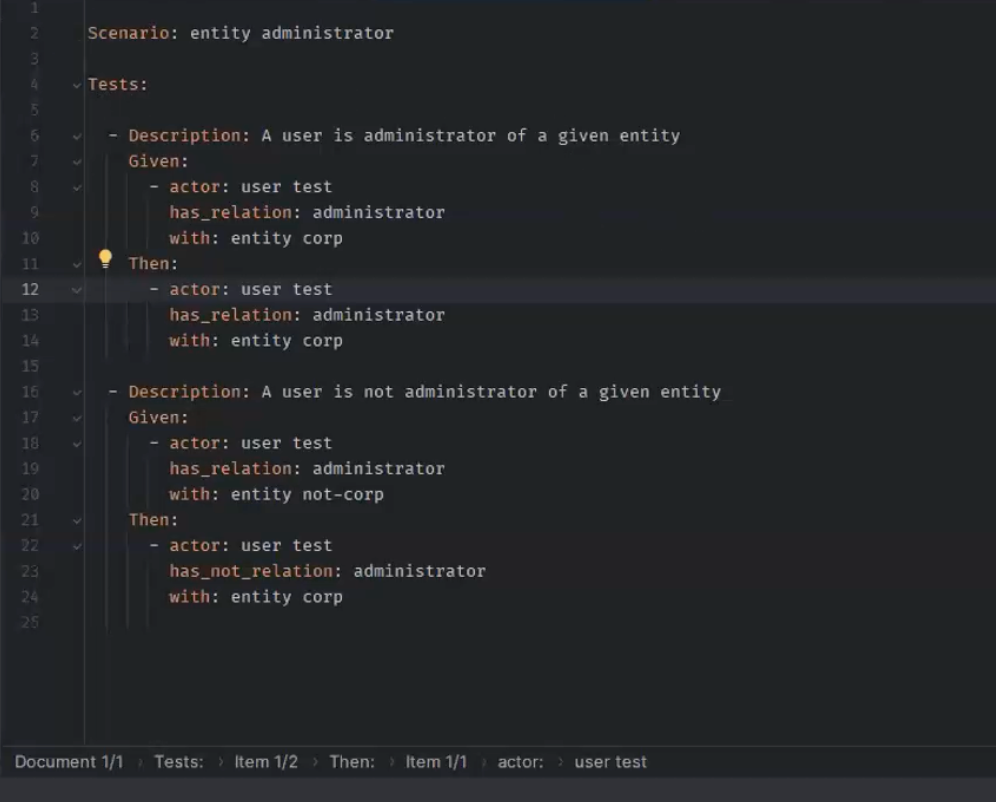 1
2 Scenario: entity administrator
3
4 Tests:
5
6 - Description: A user is administrator of a given entity
7 Given:
8 - actor: user test
9 has_relation: administrator
10 with: entity corp
11 Then:
12 - actor: user test
13 has_relation: administrator
14 with: entity corp
15
16 - Description: A user is not administrator of a given entity
17 Given:
18 - actor: user test
19 has_relation: administrator
20 with: entity not-corp
21 Then:
22 - actor: user test
23 has_not_relation: administrator
24 with: entity corp
25
Document 1/1 › Tests: › Item 1/2 › Then: › Item 1/1 › actor: › user test